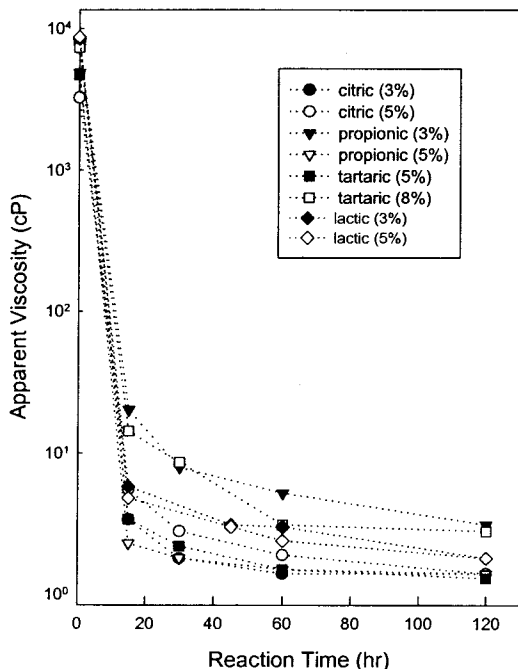 Apparent Viscosity (cP)
10⁴
10³
10²
10¹
10⁰
citric (3%)
citric (5%)
propionic (3%)
propionic (5%)
tartaric (5%)
tartaric (8%)
lactic (3%)
lactic (5%)
0 20 40 60 80 100 120
Reaction Time (hr)